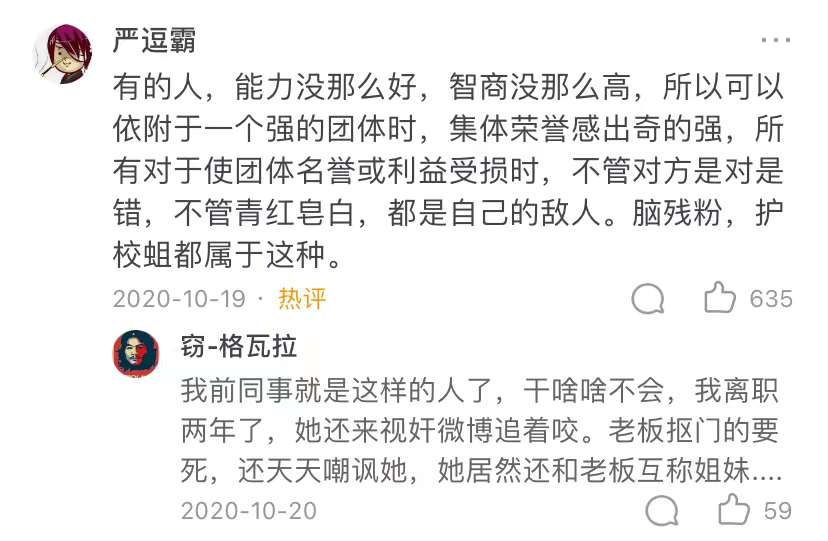 严逗霸
有的人，能力没那么好，智商没那么高，所以可以
依附于一个强的团体时，集体荣誉感出奇的强，所
有对于使团体名誉或利益受损时，不管对方是对是
错，不管青红皂白，都是自己的敌人。脑残粉，护
校蛆都属于这种。
2020-10-19 · 热评
635
窃-格瓦拉
我前同事就是这样的人了，干啥啥不会，我离职
两年了，她还来视奸微博追着咬。老板抠门的要
死，还天天嘲讽她，她居然还和老板互称姐妹....
2020-10-20
59